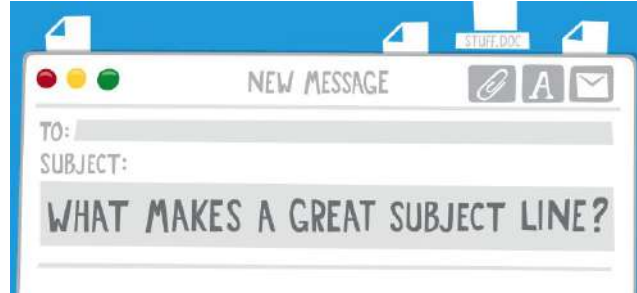 STUFF.DOC
NEW MESSAGE
A
TO:
SUBJECT:
WHAT MAKES A GREAT SUBJECT LINE?